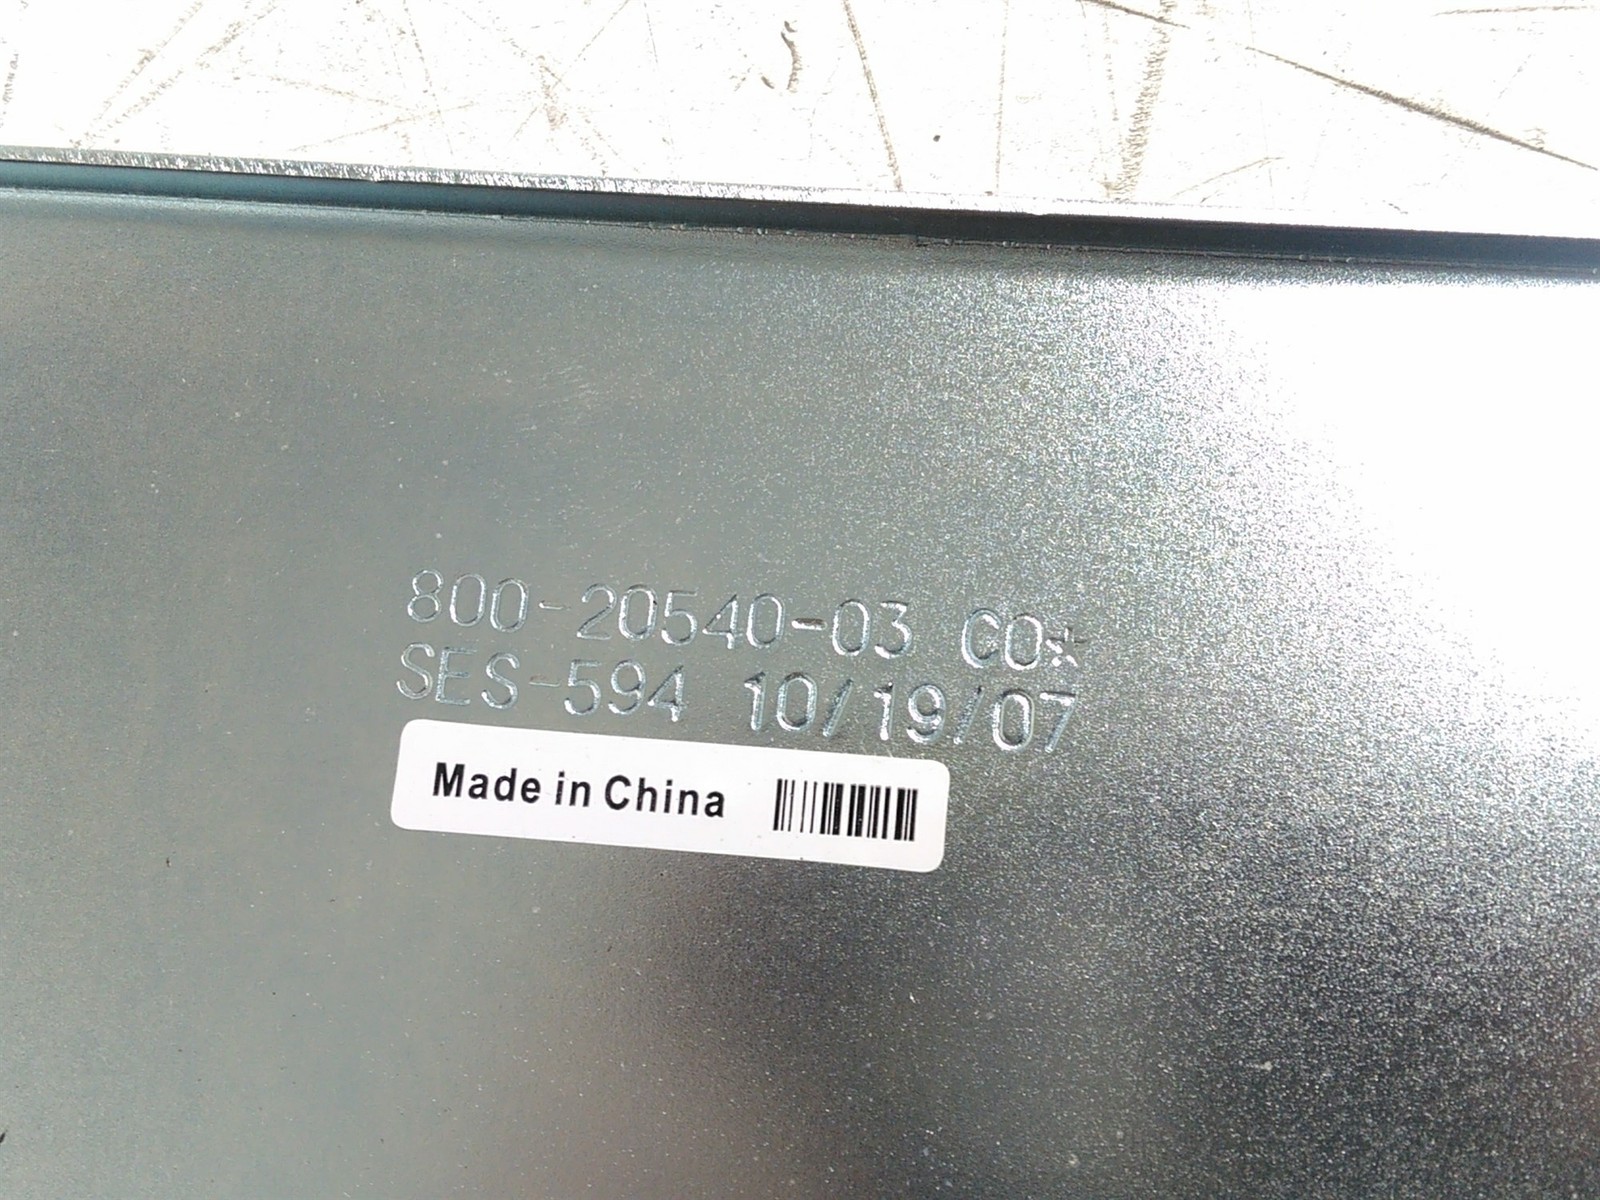 800-20540-03 C0*
SES-594 10/19/07
Made in China